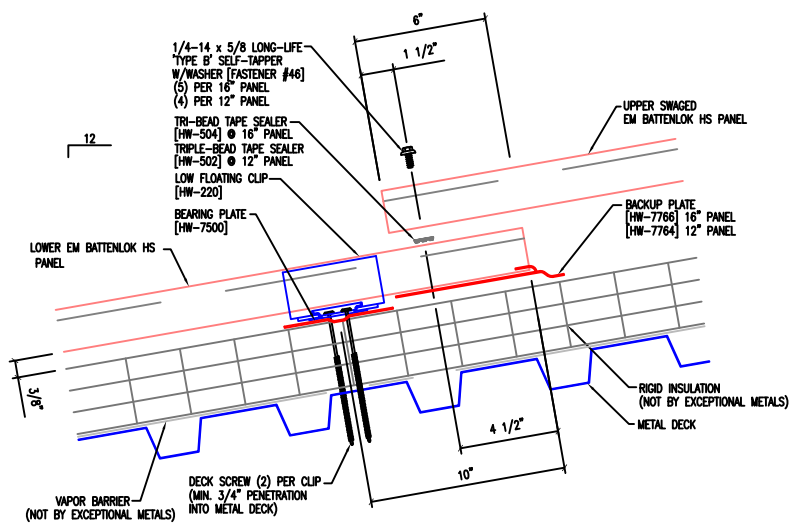 6"
1 1/2"
1/4-14 x 5/8 LONG-LIFE
'TYPE B' SELF-TAPPER
W/WASHER [FASTENER #46]
(5) PER 16" PANEL
(4) PER 12" PANEL
TRI-BEAD TAPE SEALER
[HW-504] @ 16" PANEL
TRIPLE-BEAD TAPE SEALER
[HW-502] @ 12" PANEL
LOW FLOATING CLIP
[HW-220]
BEARING PLATE
[HW-7500]
12
UPPER SWAGED
EM BATTENLOK HS PANEL
BACKUP PLATE
[HW-7766] 16" PANEL
[HW-7764] 12" PANEL
LOWER EM BATTENLOK HS
PANEL
3/8"
RIGID INSULATION
(NOT BY EXCEPTIONAL METALS)
METAL DECK
4 1/2"
10"
DECK SCREW (2) PER CLIP
(MIN. 3/4" PENETRATION
INTO METAL DECK)
VAPOR BARRIER
(NOT BY EXCEPTIONAL METALS)